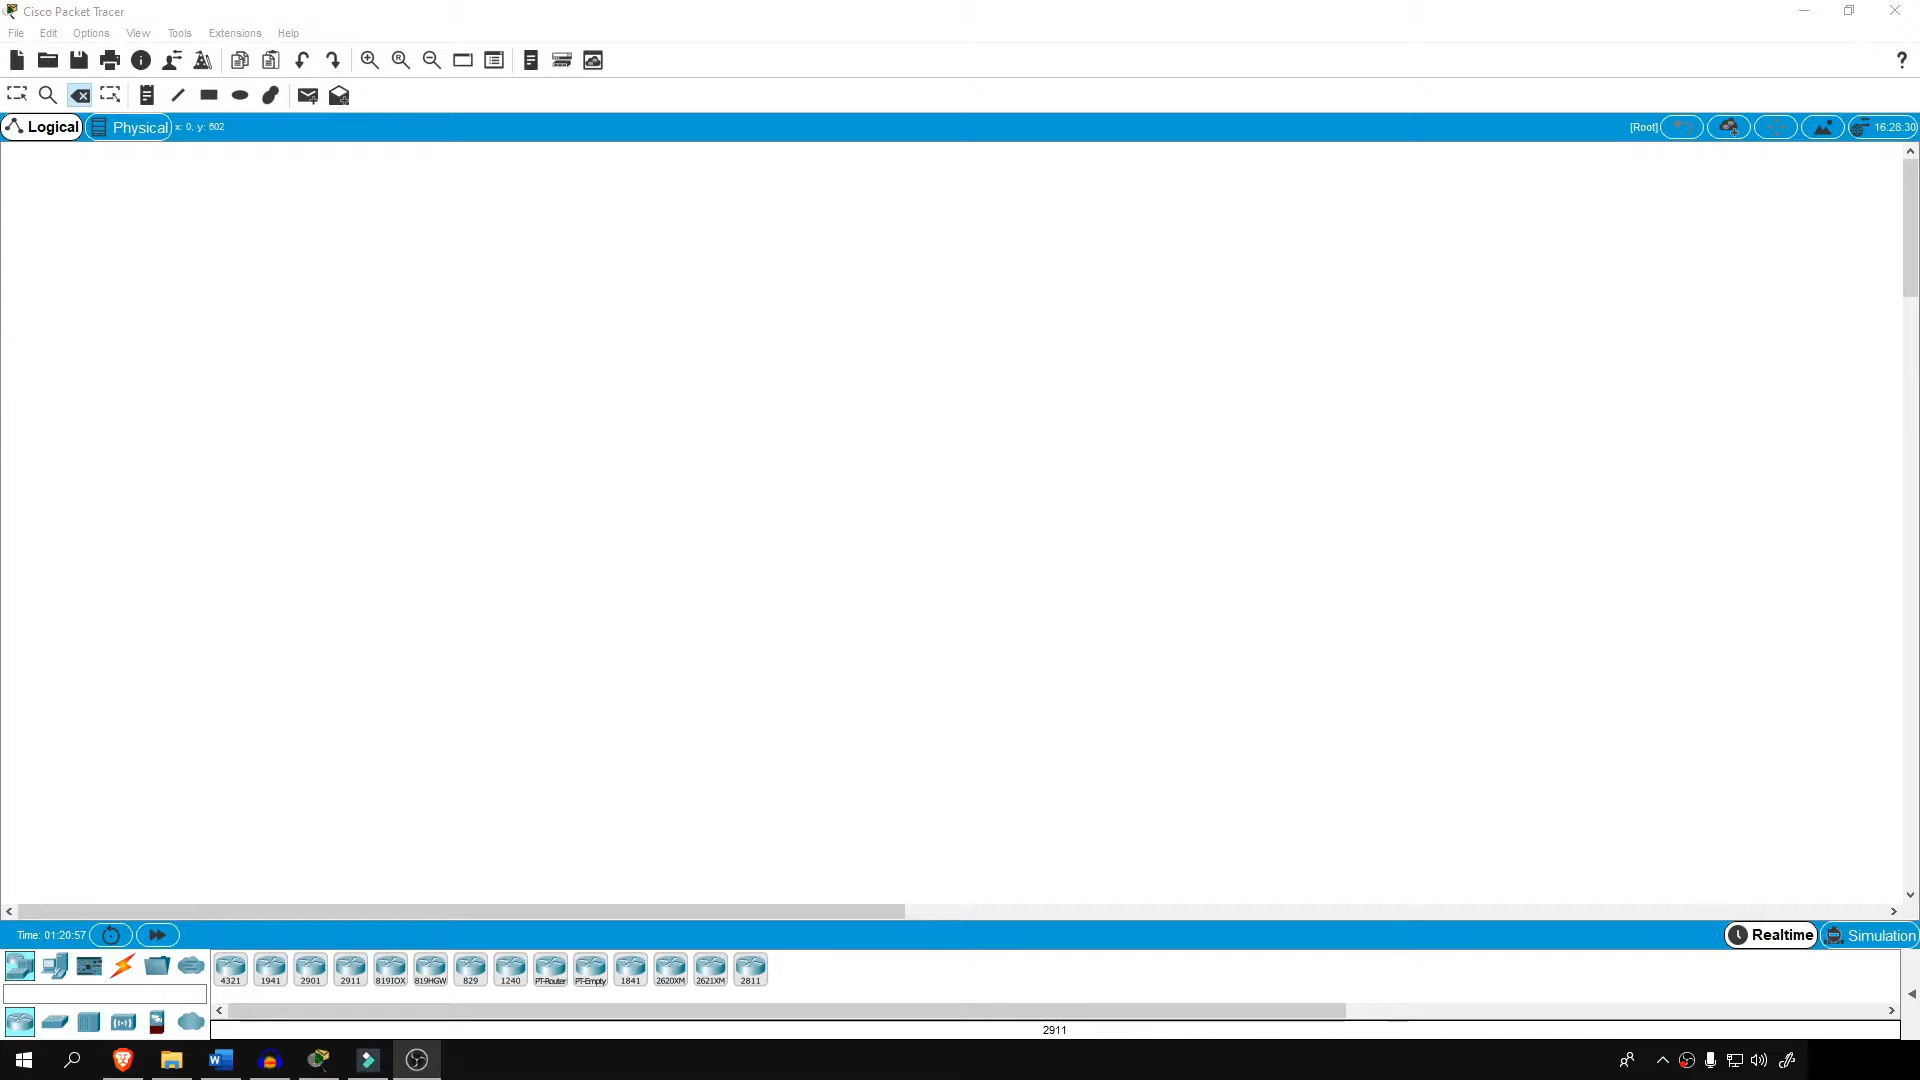 Cisco Packet Tracer
File Edit Options View Tools Extensions Help
?
Logical Physical x: 0, y: 602 [Root] 16:28:30
Time: 01:20:57 Realtime Simulation
4321 1941 2901 2911 819IOX 819HGW 829 1240 PT-Router PT-Empty 1841 2620XM 2621XM 2811
2911